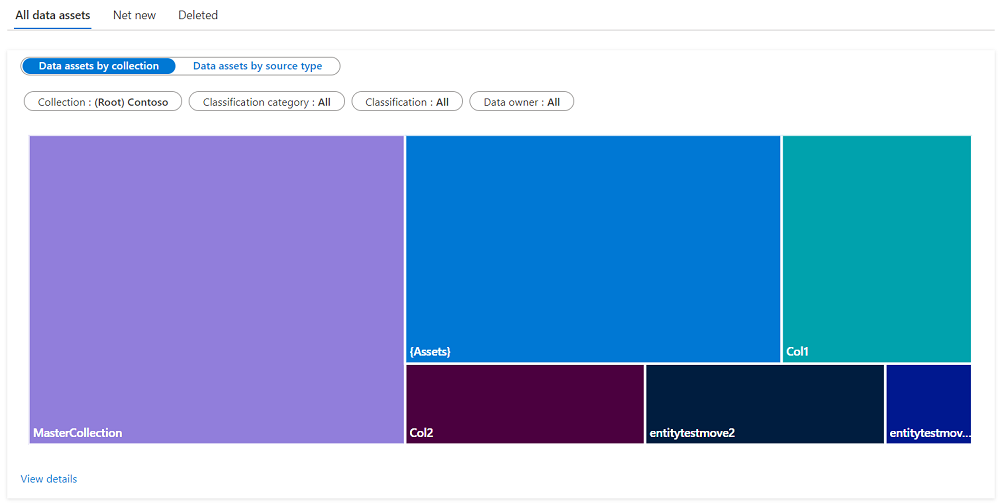 All data assets Net new Deleted
Data assets by collection Data assets by source type
Collection : (Root) Contoso Classification category : All Classification : All Data owner : All
{Assets} Col1
MasterCollection Col2 entitytestmove2 entitytestmov...
View details